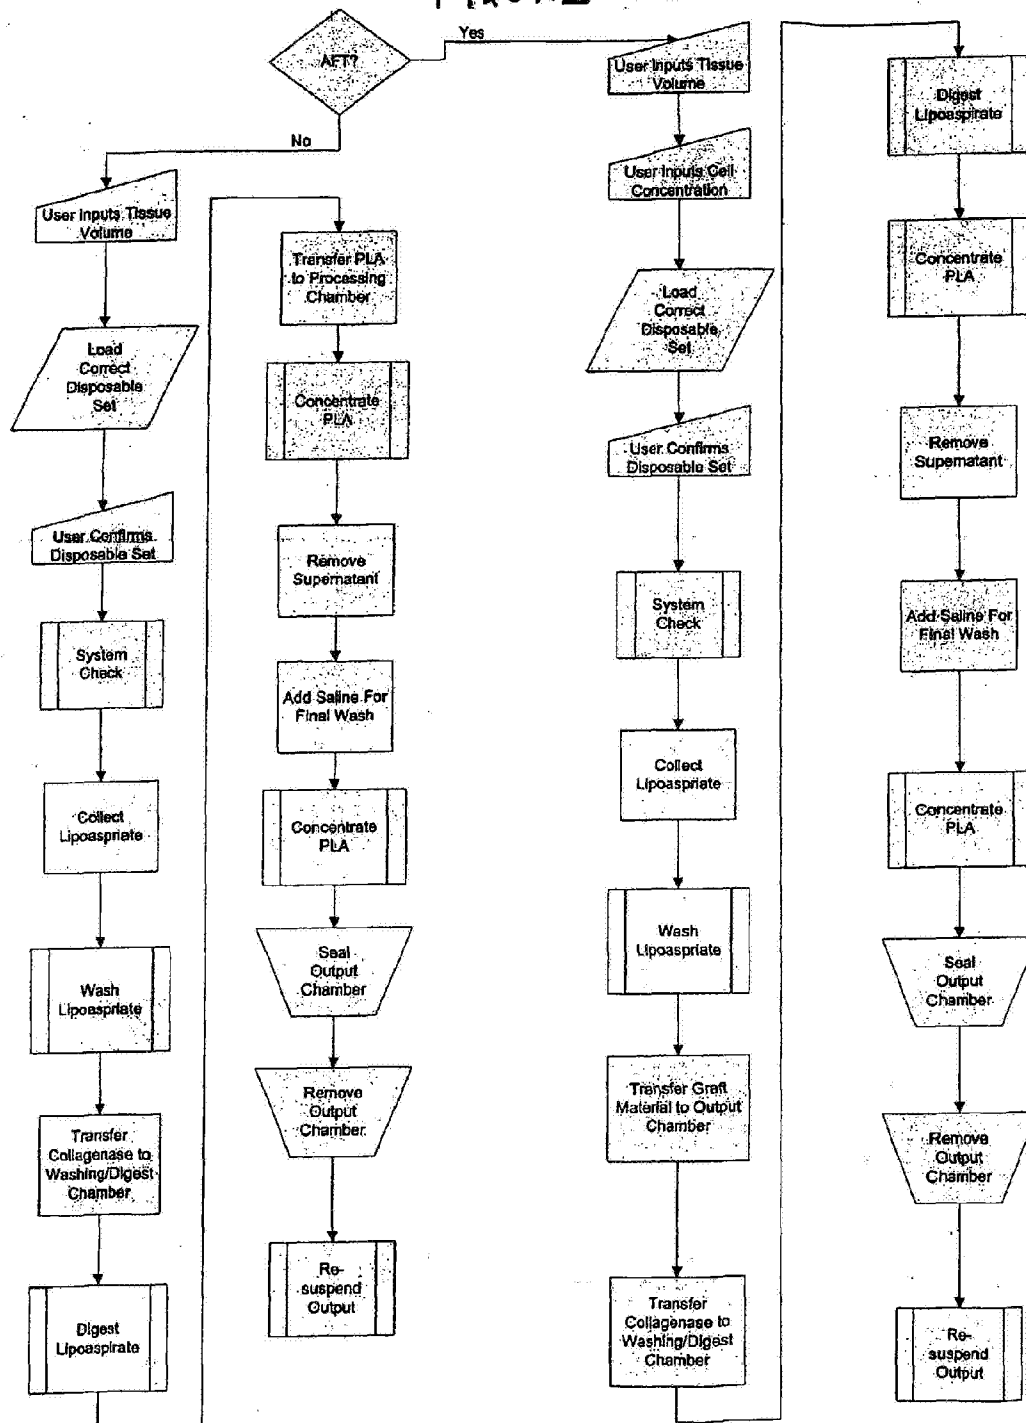 AFT?
Yes
No
User Inputs Tissue
Volume
Load
Correct
Disposable
Set
User Confirms
Disposable Set
System
Check
Collect
Lipoaspriate
Wash
Lipoaspriate
Transfer
Collagenase to
Washing/Digest
Chamber
Digest
Lipoaspirate
Transfer PLA
to Processing
Chamber
Concentrate
PLA
Remove
Supernatant
Add Saline For
Final Wash
Concentrate
PLA
Seal
Output
Chamber
Remove
Output
Chamber
Re-
suspend
Output
User Inputs Tissue
Volume
User Inputs Cell
Concentration
Load
Correct
Disposable
Set
User Confirms
Disposable Set
System
Check
Collect
Lipoaspriate
Wash
Lipoaspriate
Transfer Graft
Material to Output
Chamber
Transfer
Collagenase to
Washing/Digest
Chamber
Digest
Lipoaspirate
Concentrate
PLA
Remove
Supernatant
Add Saline For
Final Wash
Concentrate
PLA
Seal
Output
Chamber
Remove
Output
Chamber
Re-
suspend
Output